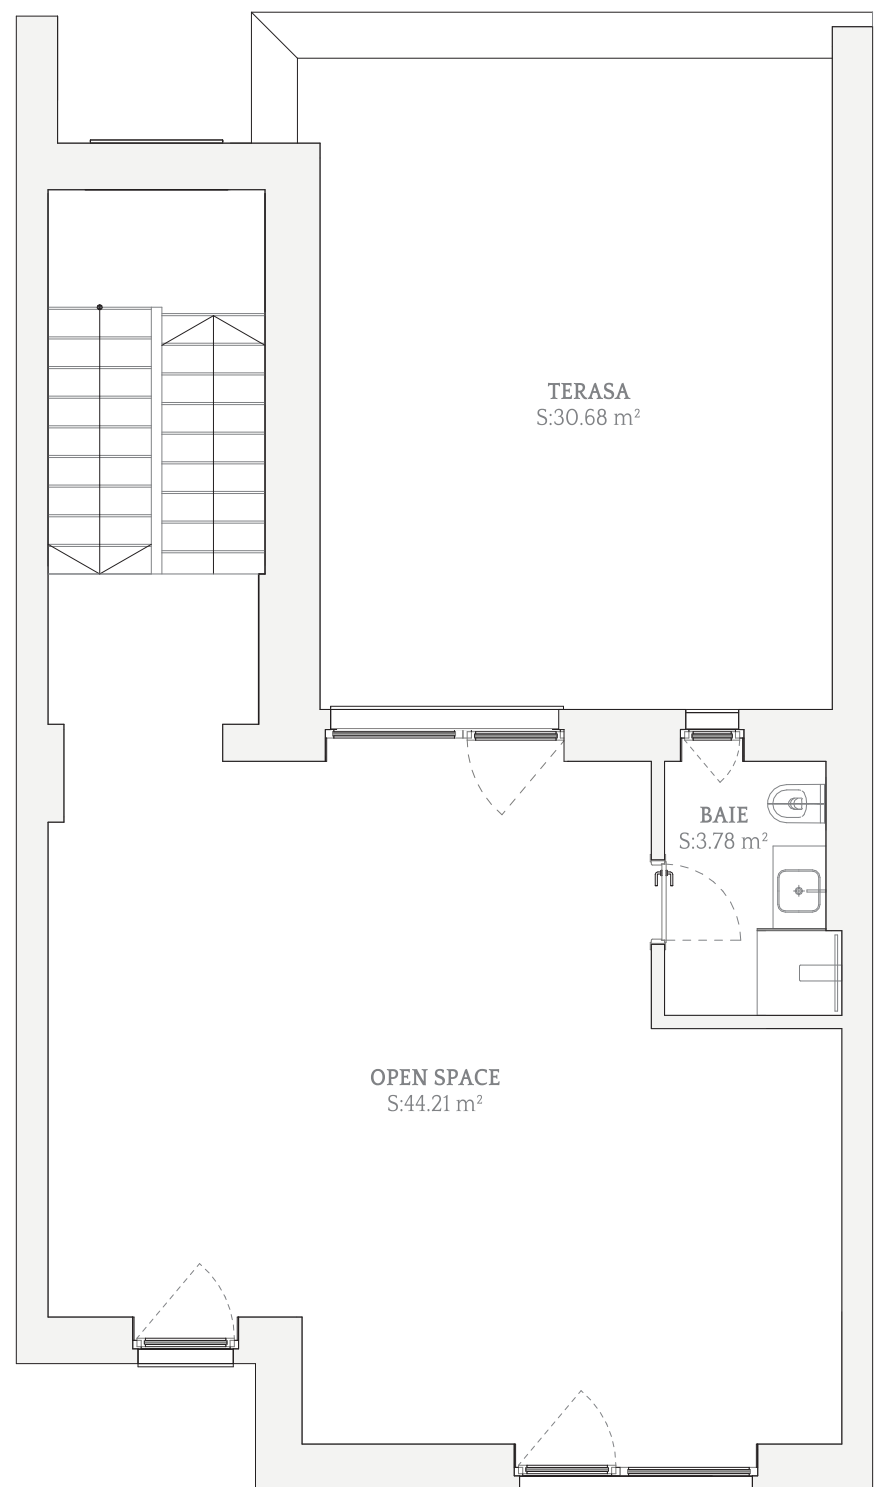 TERASA
S:30.68 m²
BAIE
S:3.78 m²
OPEN SPACE
S:44.21 m²